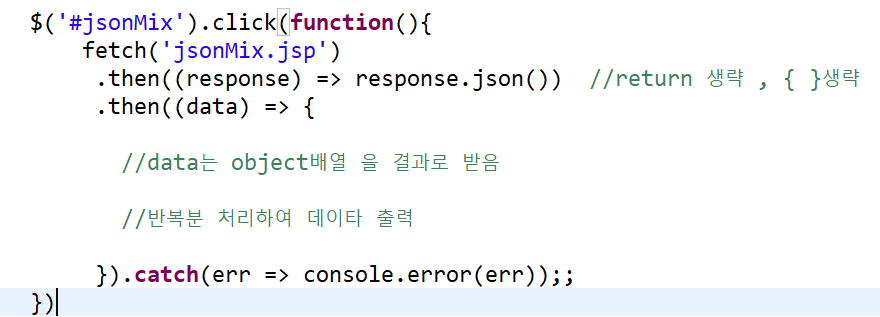 $('#jsonMix').click(function(){
fetch('jsonMix.jsp')
.then((response) => response.json())  //return 생략 , { }생략
.then((data) => {
//data는 object배열 을 결과로 받음
//반복분 처리하여 데이타 출력
}).catch(err => console.error(err));;
})